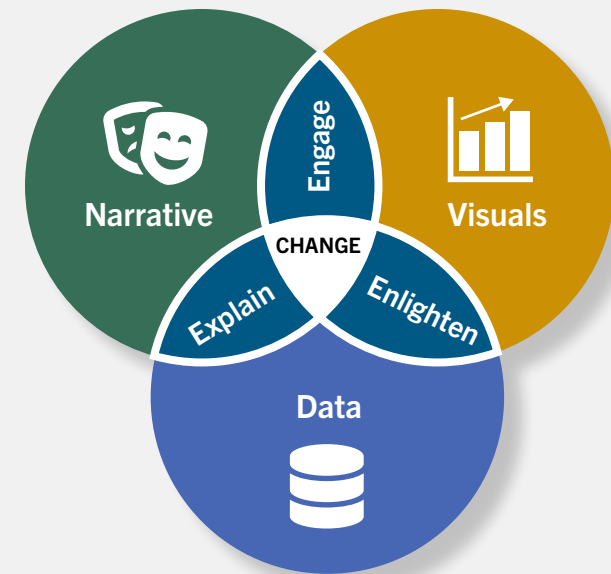 Engage
Narrative
Visuals
CHANGE
Explain
Enlighten
Data